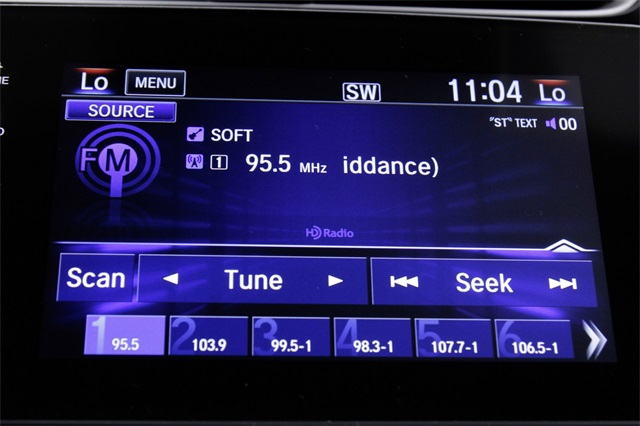 Lo MENU SW 11:04 Lo
SOURCE
"ST" TEXT 00
FM SOFT
1 95.5 MHz iddance)
HD Radio
Scan Tune Seek
1 95.5 2 103.9 3 99.5-1 4 98.3-1 5 107.7-1 6 106.5-1